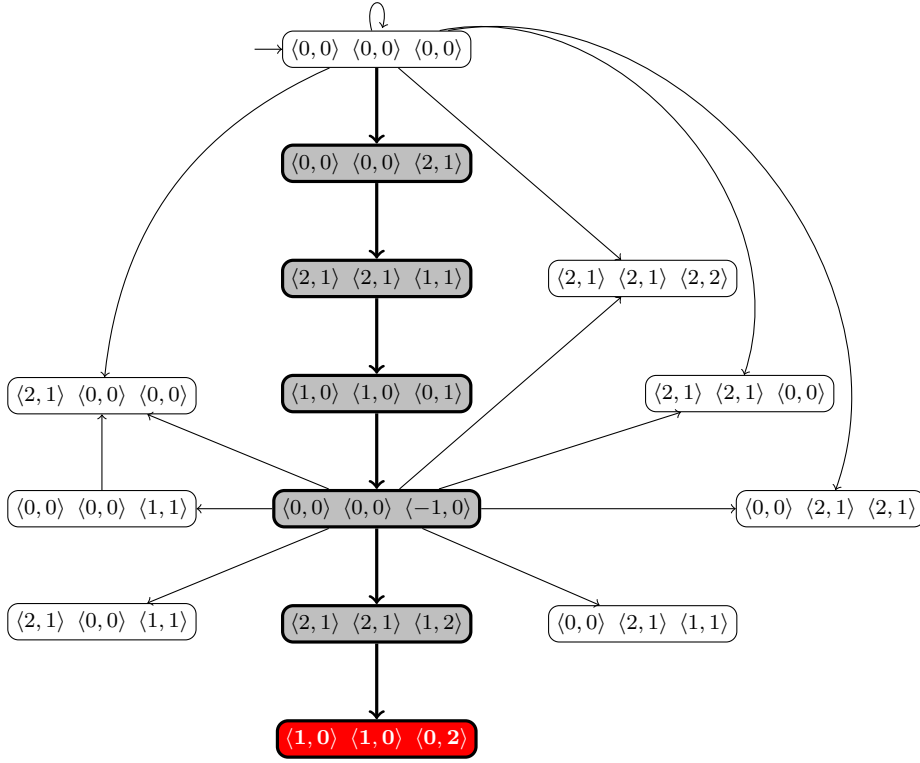 ⟨0, 0⟩ ⟨0, 0⟩ ⟨0, 0⟩
⟨0, 0⟩ ⟨0, 0⟩ ⟨2, 1⟩
⟨2, 1⟩ ⟨2, 1⟩ ⟨1, 1⟩
⟨2, 1⟩ ⟨2, 1⟩ ⟨2, 2⟩
⟨2, 1⟩ ⟨0, 0⟩ ⟨0, 0⟩
⟨1, 0⟩ ⟨1, 0⟩ ⟨0, 1⟩
⟨2, 1⟩ ⟨2, 1⟩ ⟨0, 0⟩
⟨0, 0⟩ ⟨0, 0⟩ ⟨1, 1⟩
⟨0, 0⟩ ⟨0, 0⟩ ⟨−1, 0⟩
⟨0, 0⟩ ⟨2, 1⟩ ⟨2, 1⟩
⟨2, 1⟩ ⟨0, 0⟩ ⟨1, 1⟩
⟨2, 1⟩ ⟨2, 1⟩ ⟨1, 2⟩
⟨0, 0⟩ ⟨2, 1⟩ ⟨1, 1⟩
⟨1, 0⟩ ⟨1, 0⟩ ⟨0, 2⟩